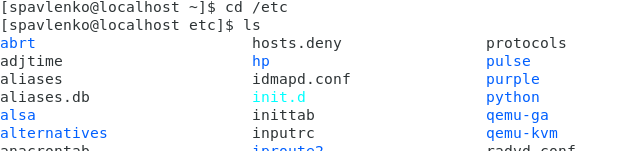 [spavlenko@localhost ~]$ cd /etc
[spavlenko@localhost etc]$ ls
abrt hosts.deny protocols
adjtime hp pulse
aliases idmapd.conf purple
aliases.db init.d python
alsa inittab qemu-ga
alternatives inputrc qemu-kvm
anacrontab iproute2 radvd.conf